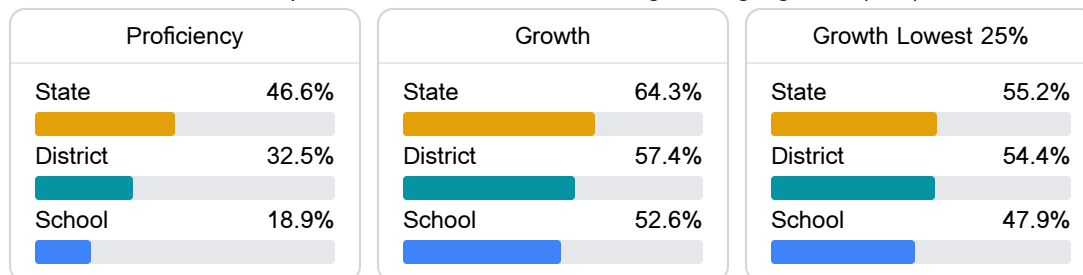 Proficiency
State 46.6%
District 32.5%
School 18.9%
Growth
State 64.3%
District 57.4%
School 52.6%
Growth Lowest 25%
State 55.2%
District 54.4%
School 47.9%